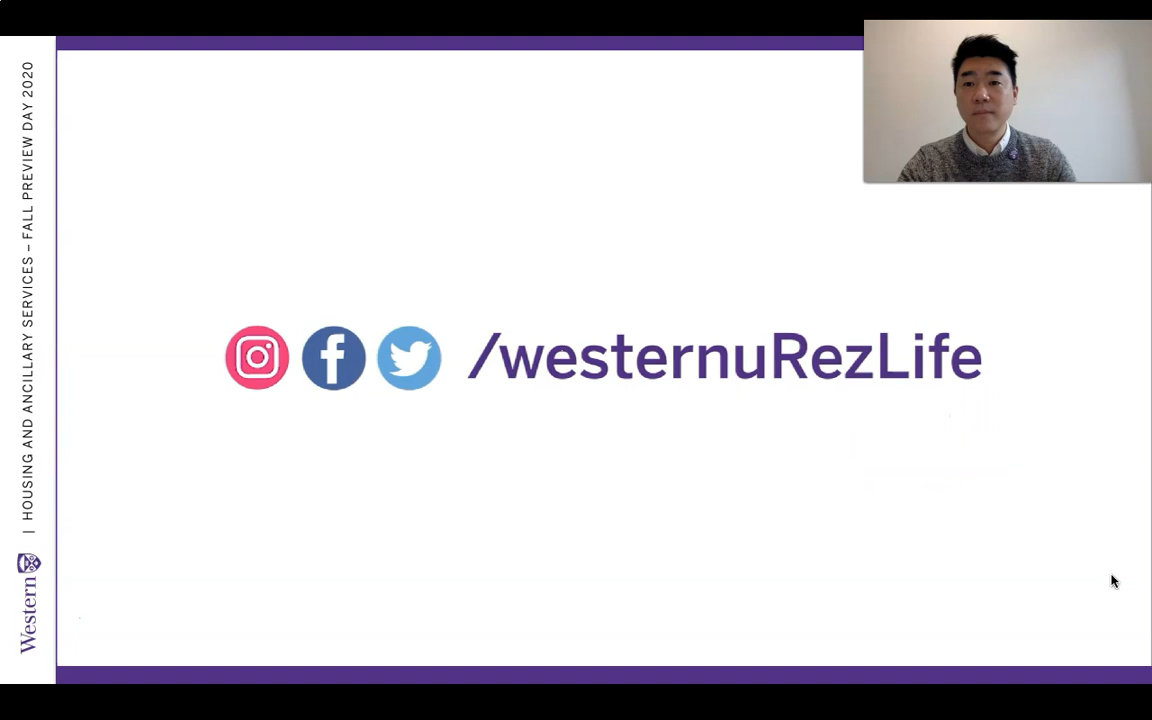 | HOUSING AND ANCILLARY SERVICES – FALL PREVIEW DAY 2020
Western
/westernuRezLife